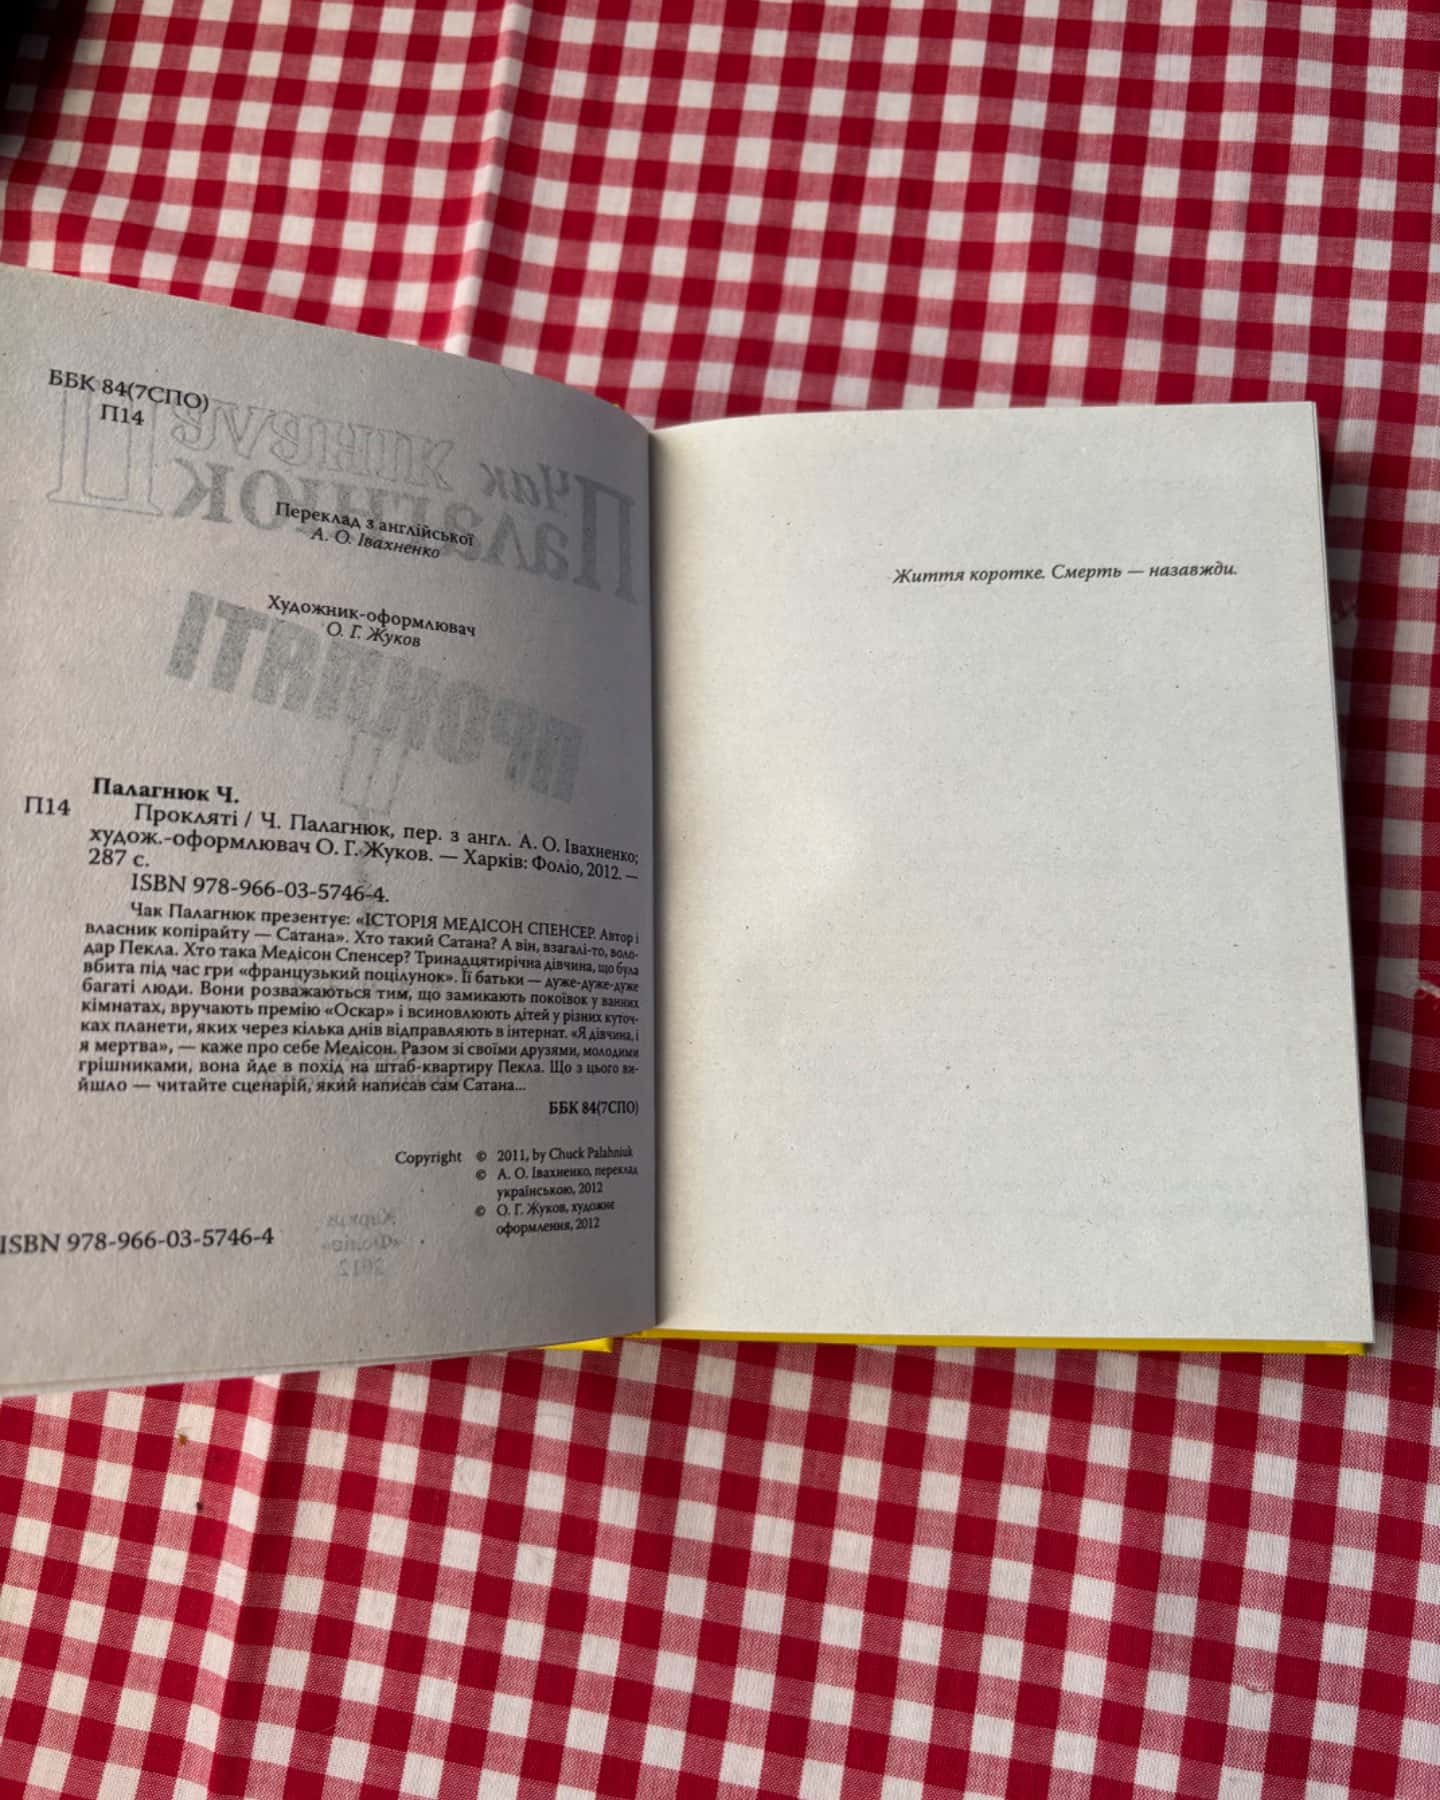 ББК 84(7СПО)
П14
Переклад з англійської
А. О. Івахненко
Художник-оформлювач
О. Г. Жуков
Палагнюк Ч.
П14 Прокляті / Ч. Палагнюк, пер. з англ. А. О. Івахненко;
худож.-оформлювач О. Г. Жуков. — Харків: Фоліо, 2012. —
287 с.
ISBN 978-966-03-5746-4.
Чак Палагнюк презентує: «ІСТОРІЯ МЕДІСОН СПЕНСЕР. Автор і
власник копірайту — Сатана». Хто такий Сатана? А він, взагалі-то, воло-
дар Пекла. Хто така Медісон Спенсер? Тринадцятирічна дівчина, що була
вбита під час гри «французький поцілунок». Її батьки — дуже-дуже-дуже
багаті люди. Вони розважаються тим, що замикають покоївок у ванних
кімнатах, вручають премію «Оскар» і всиновлюють дітей у різних куточ-
ках планети, яких через кілька днів відправляють в інтернат. «Я дівчина, і
я мертва», — каже про себе Медісон. Разом зі своїми друзями, молодими
грішниками, вона йде в похід на штаб-квартиру Пекла. Що з цього ви-
йшло — читайте сценарій, який написав сам Сатана...
ББК 84(7СПО)
Copyright © 2011, by Chuck Palahniuk
© А. О. Івахненко, переклад
українською, 2012
© О. Г. Жуков, художнє
оформлення, 2012
ISBN 978-966-03-5746-4
Життя коротке. Смерть — назавжди.
Чак
Палагнюк
ПРОКЛЯТІ
Харків
«Фоліо»
2012